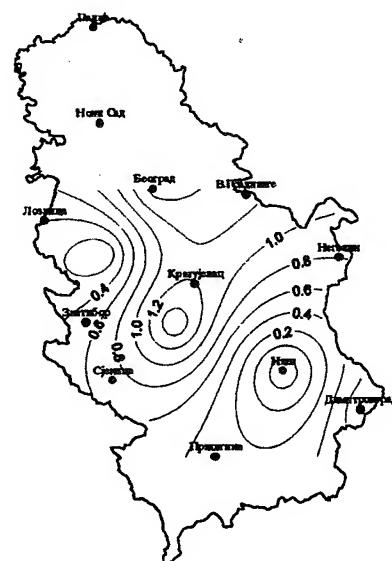 Палић
Нови Сад
Београд
В.Градиште
Лозница
1.0
Неготин
0.8
Крагујевац
0.4
0.6
1.2
Златибор
0.6
1.0
0.4
0.8
0.2
Сјеница
Ниш
Димитровград
Приштина